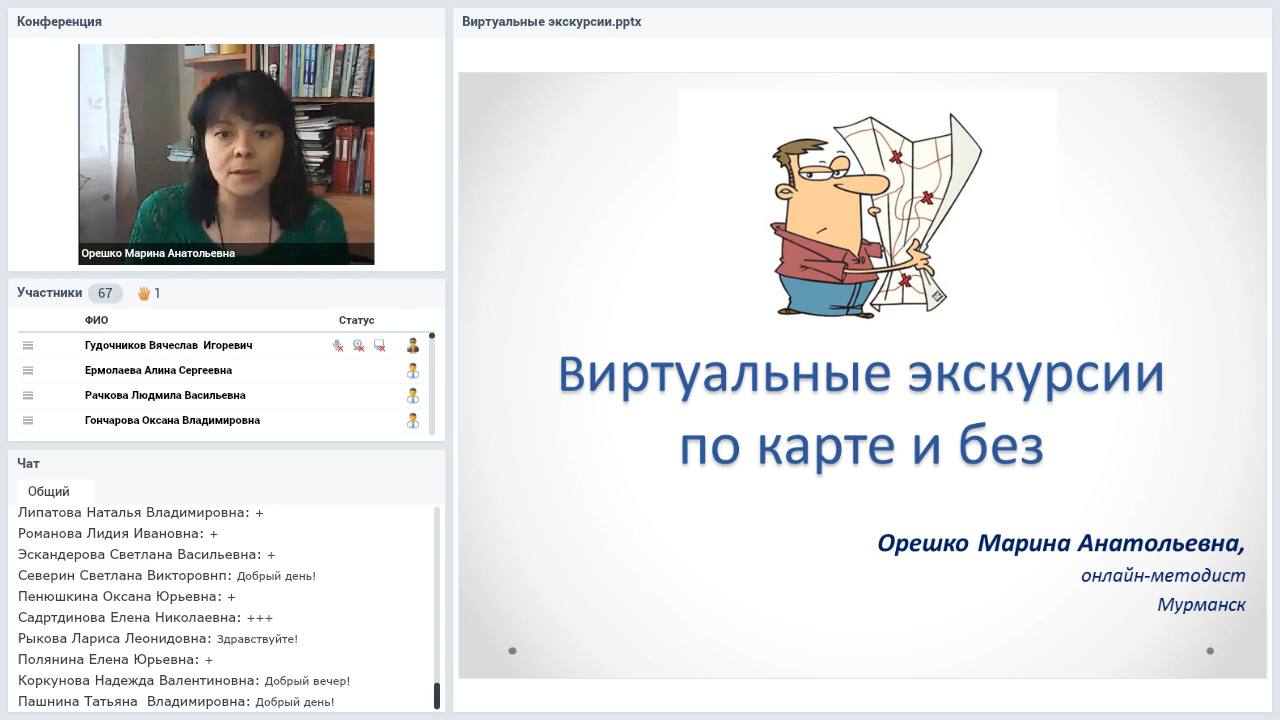 Конференция
Орешко Марина Анатольевна
Участники 67 1
ФИО Статус
Гудочников Вячеслав Игоревич
Ермолаева Алина Сергеевна
Рачкова Людмила Васильевна
Гончарова Оксана Владимировна
Чат
Общий
Липатова Наталья Владимировна: +
Романова Лидия Ивановна: +
Эскандерова Светлана Васильевна: +
Северин Светлана Викторовнп: Добрый день!
Пенюшкина Оксана Юрьевна: +
Садртдинова Елена Николаевна: +++
Рыкова Лариса Леонидовна: Здравствуйте!
Полянина Елена Юрьевна: +
Коркунова Надежда Валентиновна: Добрый вечер!
Пашнина Татьяна Владимировна: Добрый день!
Виртуальные экскурсии.pptx
Виртуальные экскурсии
по карте и без
Орешко Марина Анатольевна,
онлайн-методист
Мурманск